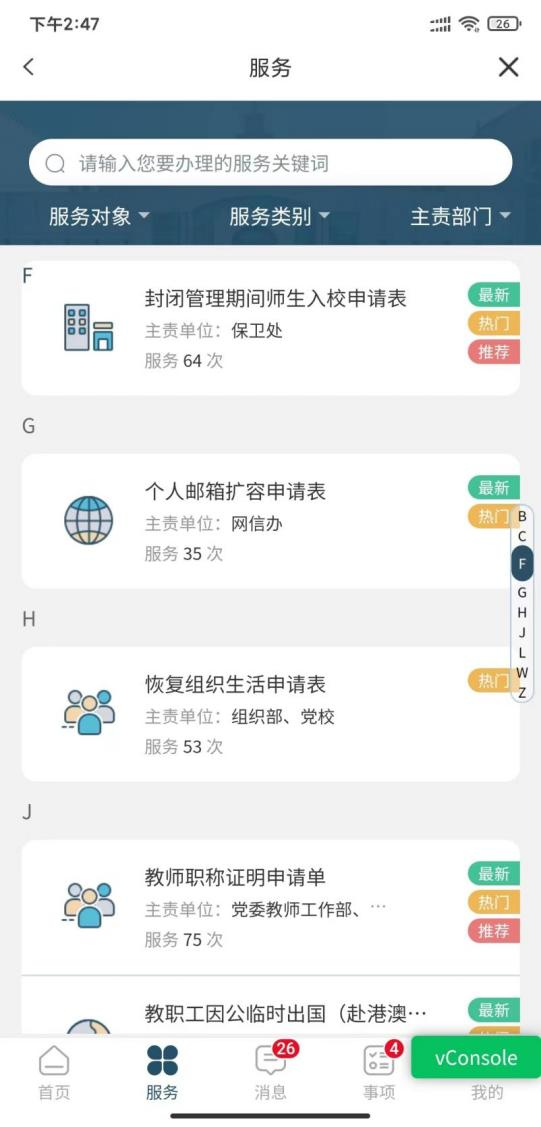 下午2:47
26
服务
请输入您要办理的服务关键词
服务对象
服务类别
主责部门
F
封闭管理期间师生入校申请表
主责单位：保卫处
服务 64 次
最新
热门
推荐
G
个人邮箱扩容申请表
主责单位：网信办
服务 35 次
最新
热门
H
恢复组织生活申请表
主责单位：组织部、党校
服务 53 次
热门
J
教师职称证明申请单
主责单位：党委教师工作部、…
服务 75 次
最新
热门
推荐
教职工因公临时出国（赴港澳…
最新
B
C
F
G
H
J
L
W
Z
首页
服务
26
消息
4
事项
vConsole
我的